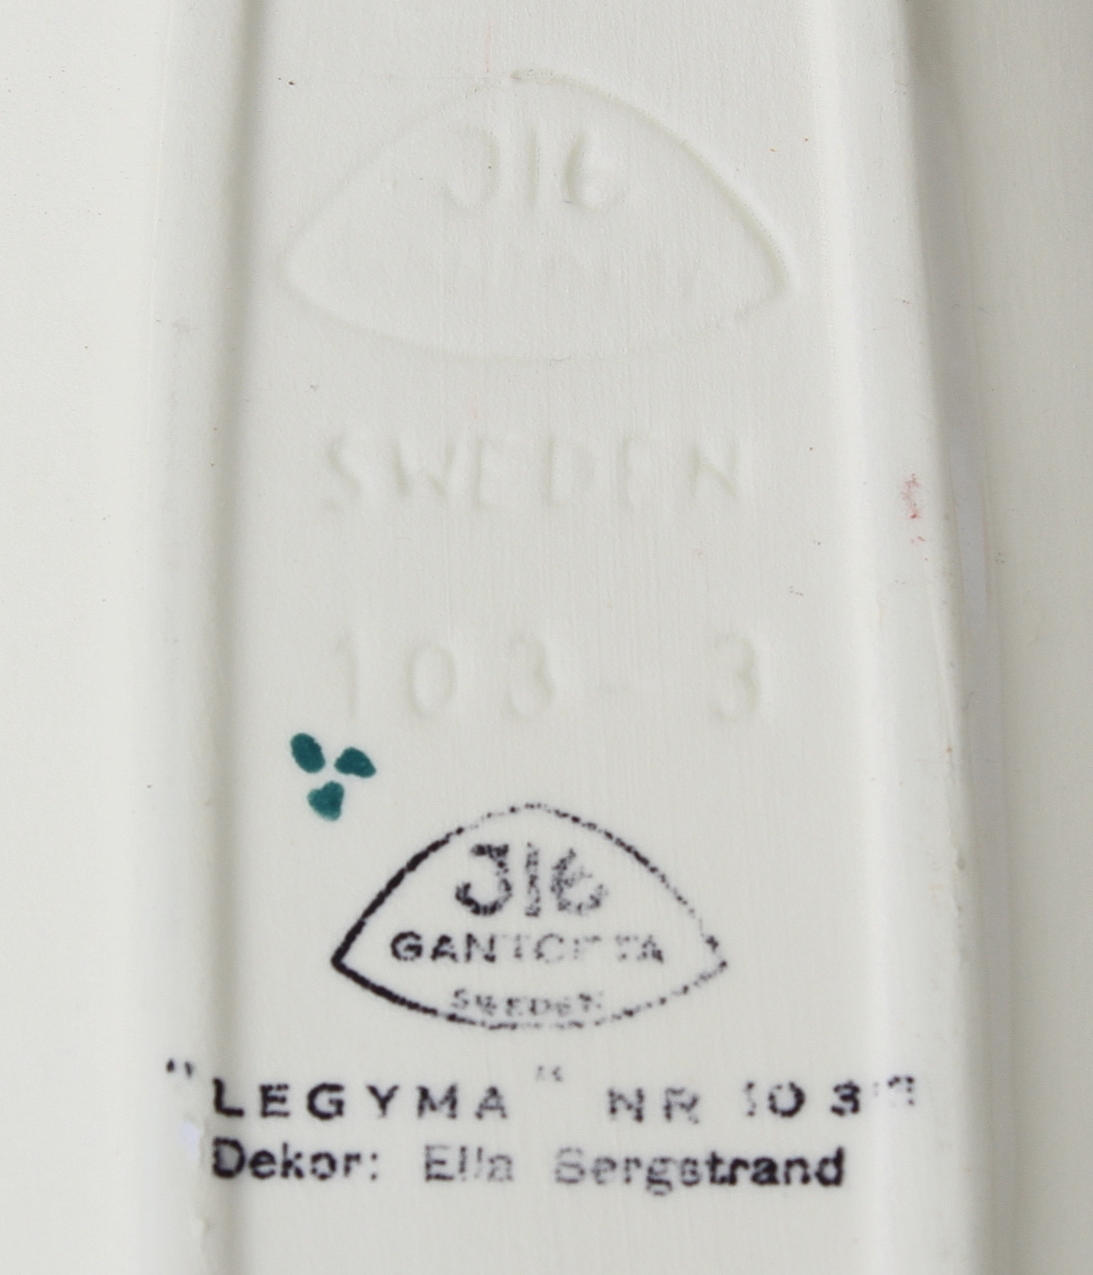 JIE
SWEDEN
103-3
JIE
GANTOFTA
SWEDEN
"LEGYMA" NR 103
Dekor: Ella Bergstrand